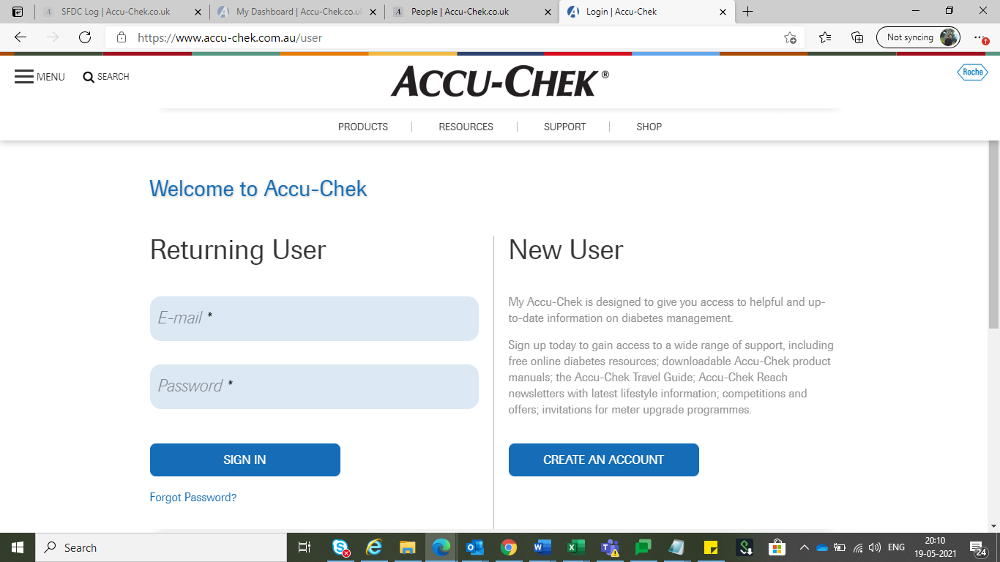 SFDC Log | Accu-Chek.co.uk
My Dashboard | Accu-Chek.co.uk
People | Accu-Chek.co.uk
Login | Accu-Chek
https://www.accu-chek.com.au/user
Not syncing
MENU
SEARCH
ACCU-CHEK®
Roche
PRODUCTS
RESOURCES
SUPPORT
SHOP
Welcome to Accu-Chek
Returning User
E-mail *
Password *
SIGN IN
Forgot Password?
New User
My Accu-Chek is designed to give you access to helpful and up-
to-date information on diabetes management.
Sign up today to gain access to a wide range of support, including
free online diabetes resources; downloadable Accu-Chek product
manuals; the Accu-Chek Travel Guide; Accu-Chek Reach
newsletters with latest lifestyle information; competitions and
offers; invitations for meter upgrade programmes.
CREATE AN ACCOUNT
Search
ENG
20:10
19-05-2021
24